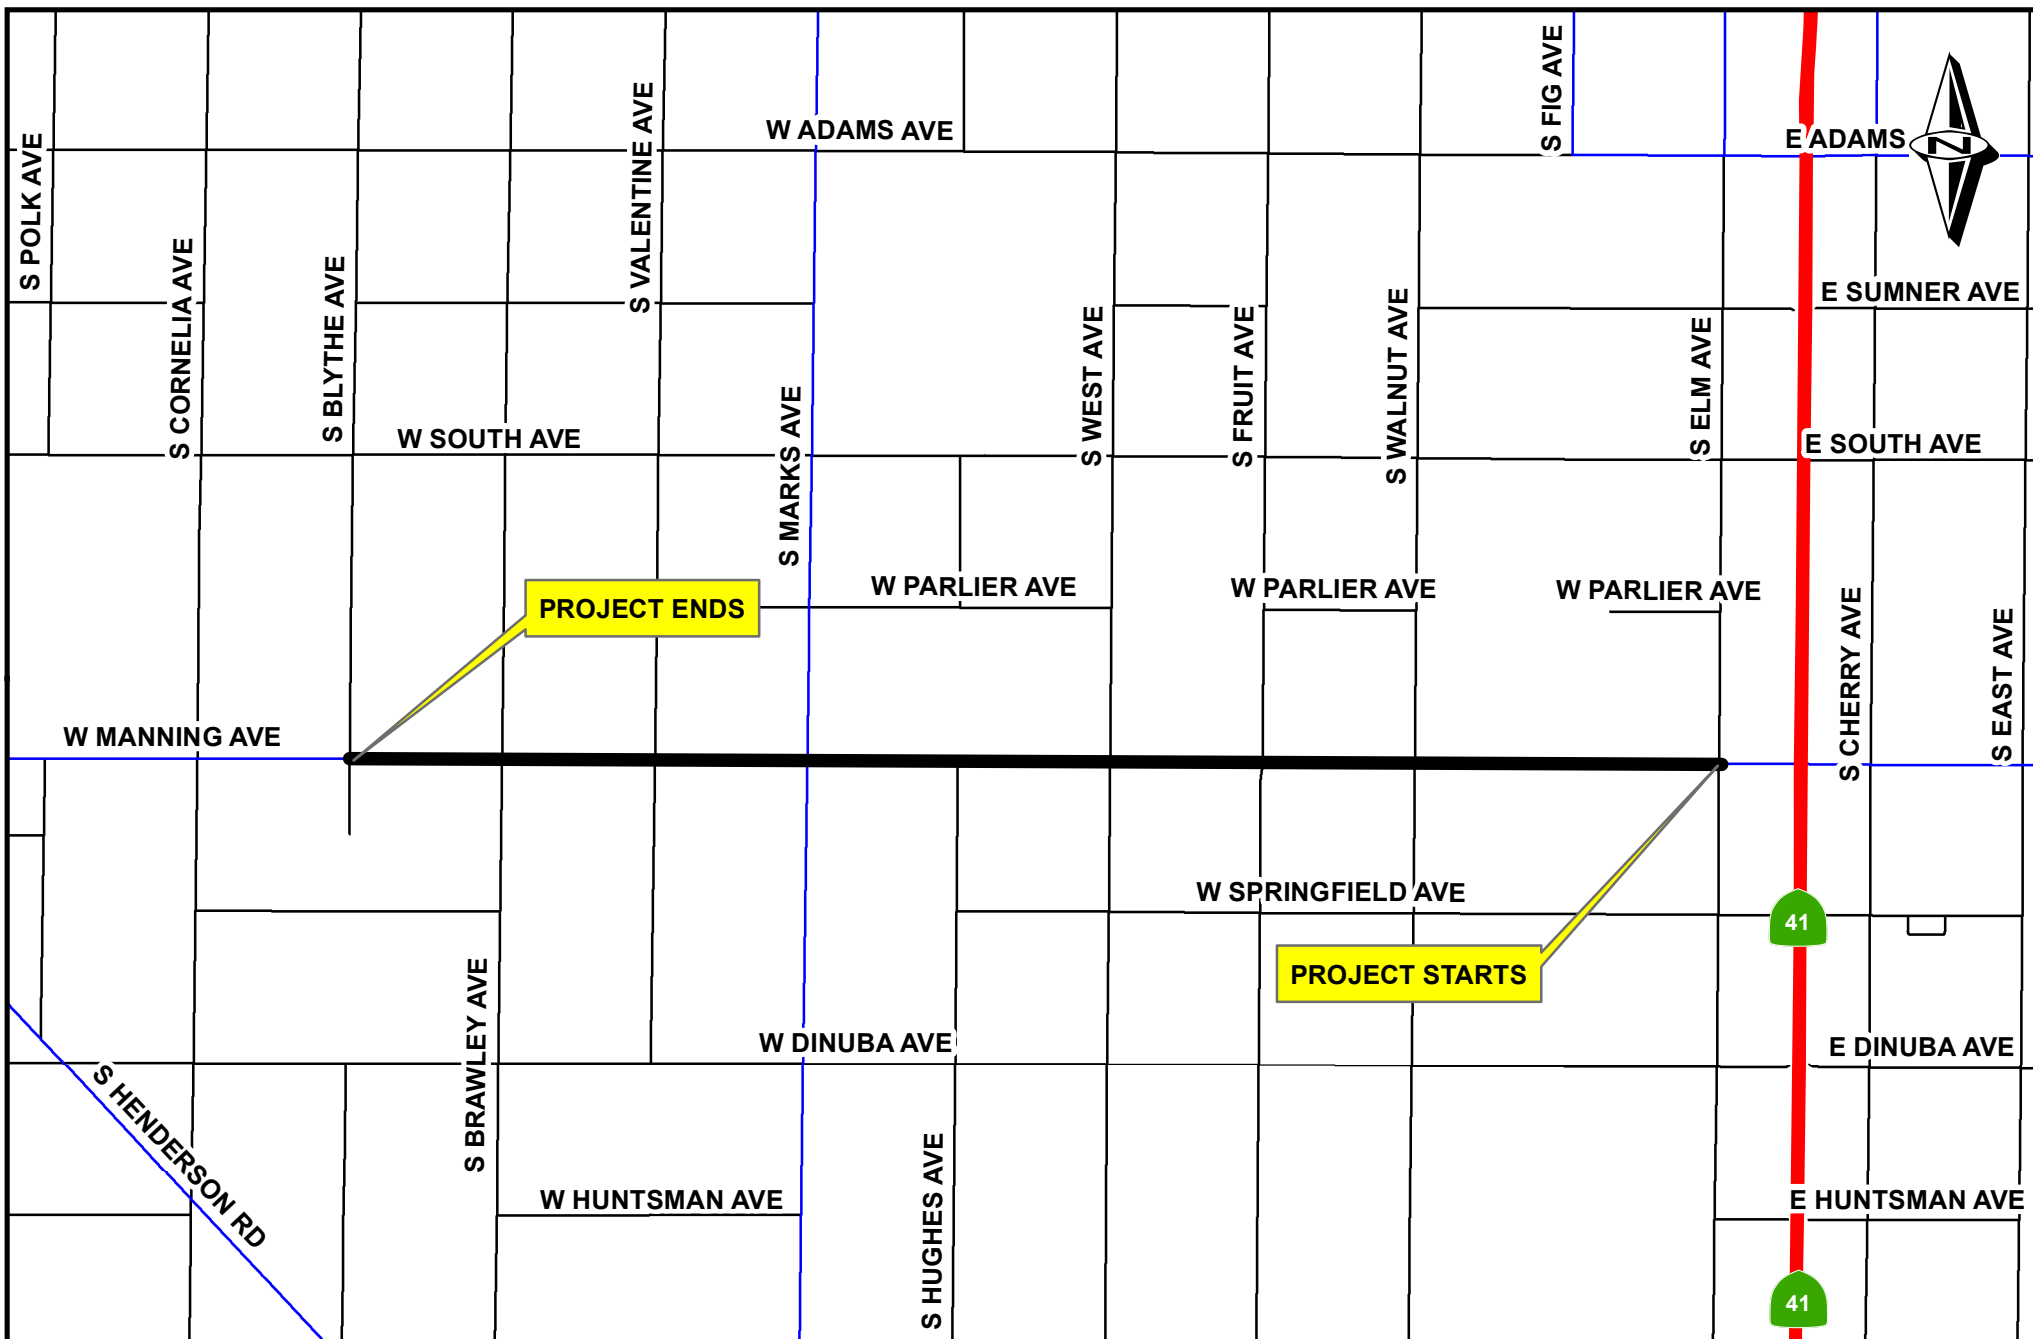 S POLK AVE
S CORNELIA AVE
S BLYTHE AVE
S VALENTINE AVE
W ADAMS AVE
S FIG AVE
E ADAMS
N
E SUMNER AVE
S MARKS AVE
S WEST AVE
S FRUIT AVE
S WALNUT AVE
S ELM AVE
W SOUTH AVE
E SOUTH AVE
PROJECT ENDS
W PARLIER AVE
W PARLIER AVE
W PARLIER AVE
S CHERRY AVE
S EAST AVE
W MANNING AVE
W SPRINGFIELD AVE
41
PROJECT STARTS
S BRAWLEY AVE
W DINUBA AVE
E DINUBA AVE
S HENDERSON RD
W HUNTSMAN AVE
S HUGHES AVE
E HUNTSMAN AVE
41